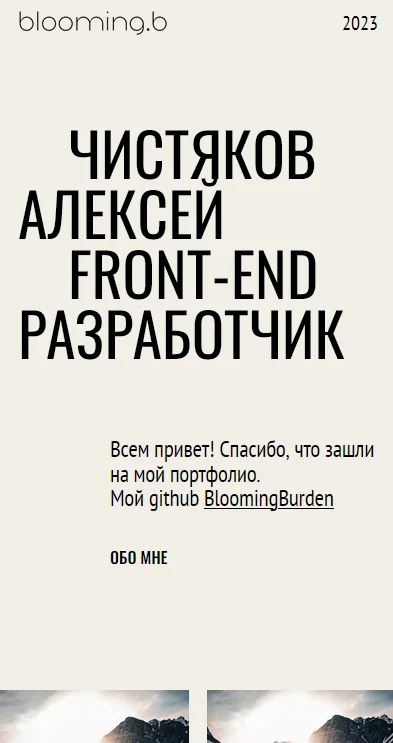 blooming.b
2023
ЧИСТЯКОВ
АЛЕКСЕЙ
FRONT-END
РАЗРАБОТЧИК
Всем привет! Спасибо, что зашли
на мой портфолио.
Мой github BloomingBurden
ОБО МНЕ